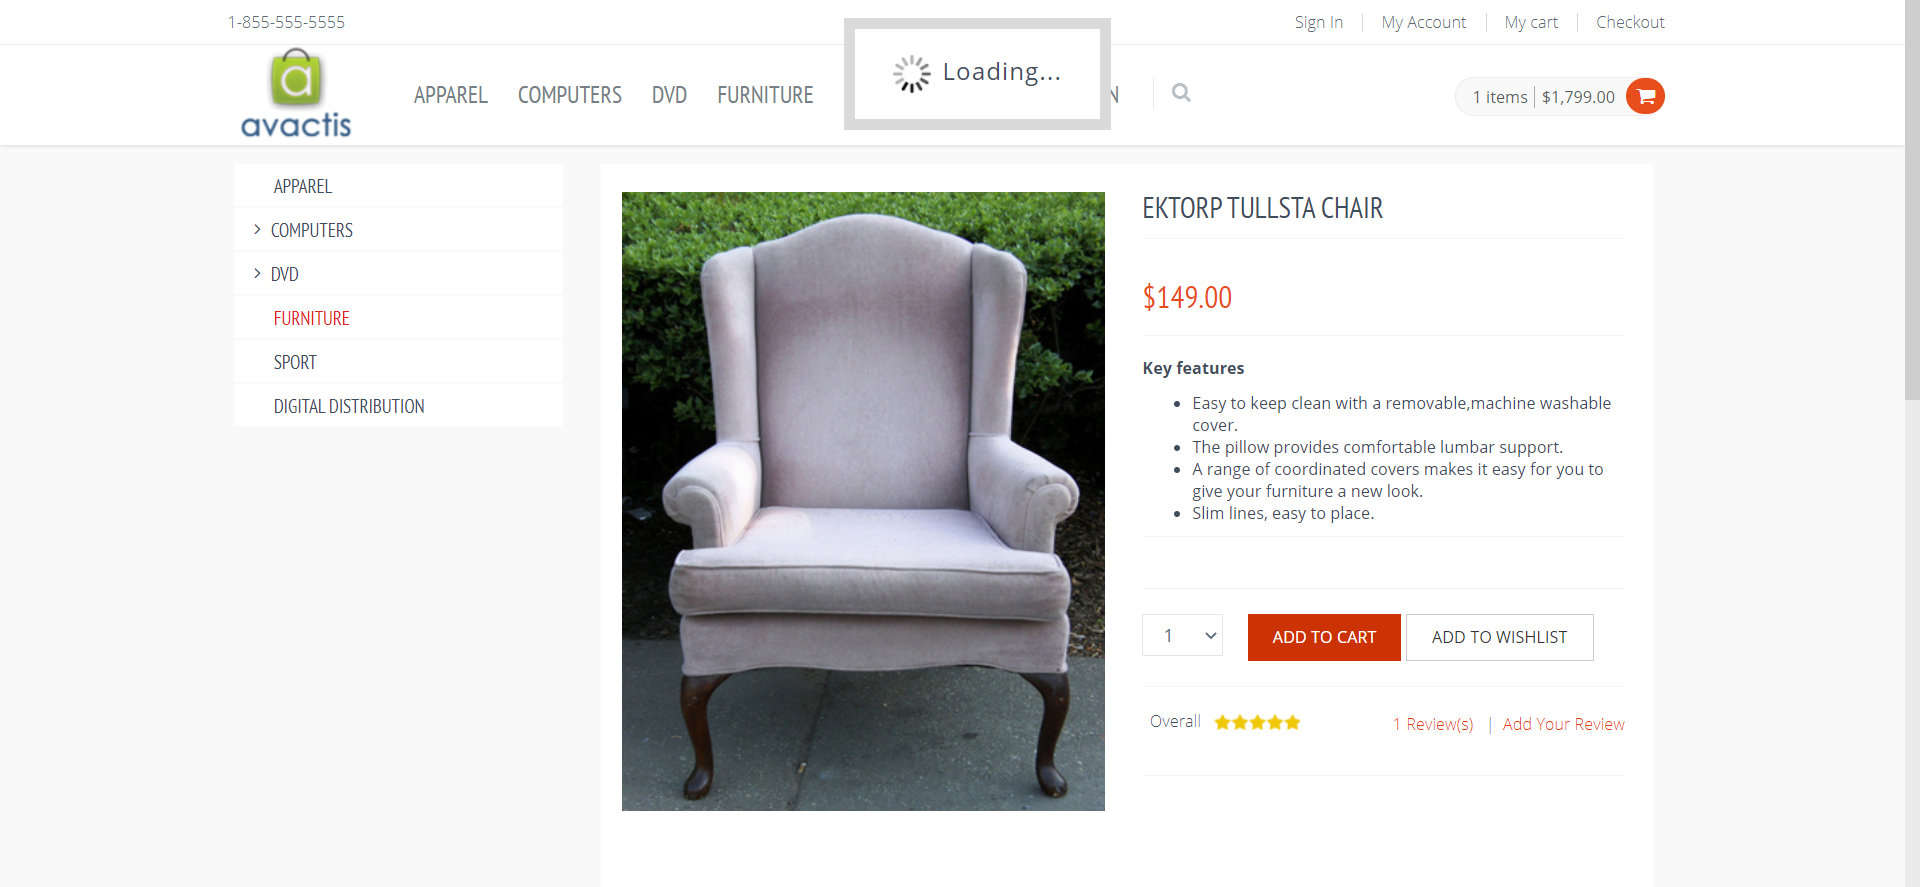 1-855-555-5555
Sign In
My Account
My cart
Checkout
avactis
APPAREL
COMPUTERS
DVD
FURNITURE
Loading...
N
1 items
$1,799.00
APPAREL
COMPUTERS
DVD
FURNITURE
SPORT
DIGITAL DISTRIBUTION
EKTORP TULLSTA CHAIR
$149.00
Key features
Easy to keep clean with a removable,machine washable
cover.
The pillow provides comfortable lumbar support.
A range of coordinated covers makes it easy for you to
give your furniture a new look.
Slim lines, easy to place.
1
ADD TO CART
ADD TO WISHLIST
Overall
1 Review(s) | Add Your Review